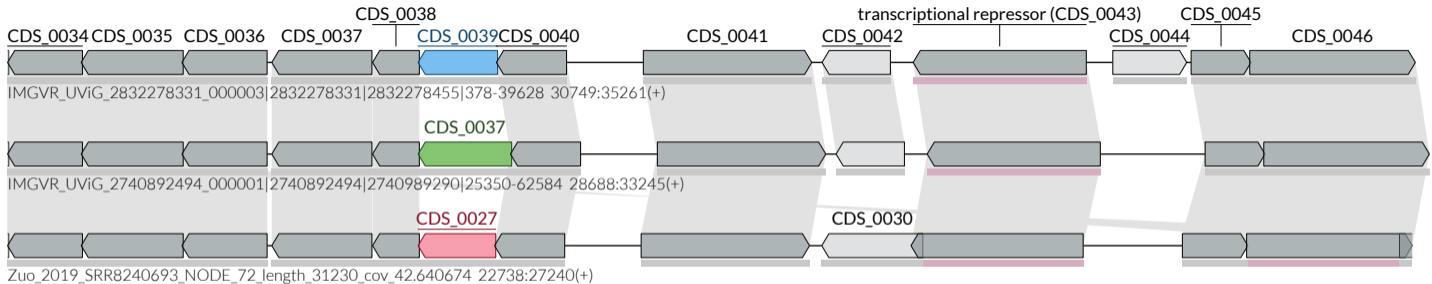 CDS_0038 transcriptional repressor (CDS_0043) CDS_0045
CDS_0034 CDS_0035 CDS_0036 CDS_0037 CDS_0039 CDS_0040 CDS_0041 CDS_0042 CDS_0044 CDS_0046
IMGVR_UViG_2832278331_000003|2832278331|2832278455|378-39628 30749:35261(+)
CDS_0037
IMGVR_UViG_2740892494_000001|2740892494|2740989290|25350-62584 28688:33245(+)
CDS_0027 CDS_0030
Zuo_2019_SRR8240693_NODE_72_length_31230_cov_42.640674 22738:27240(+)